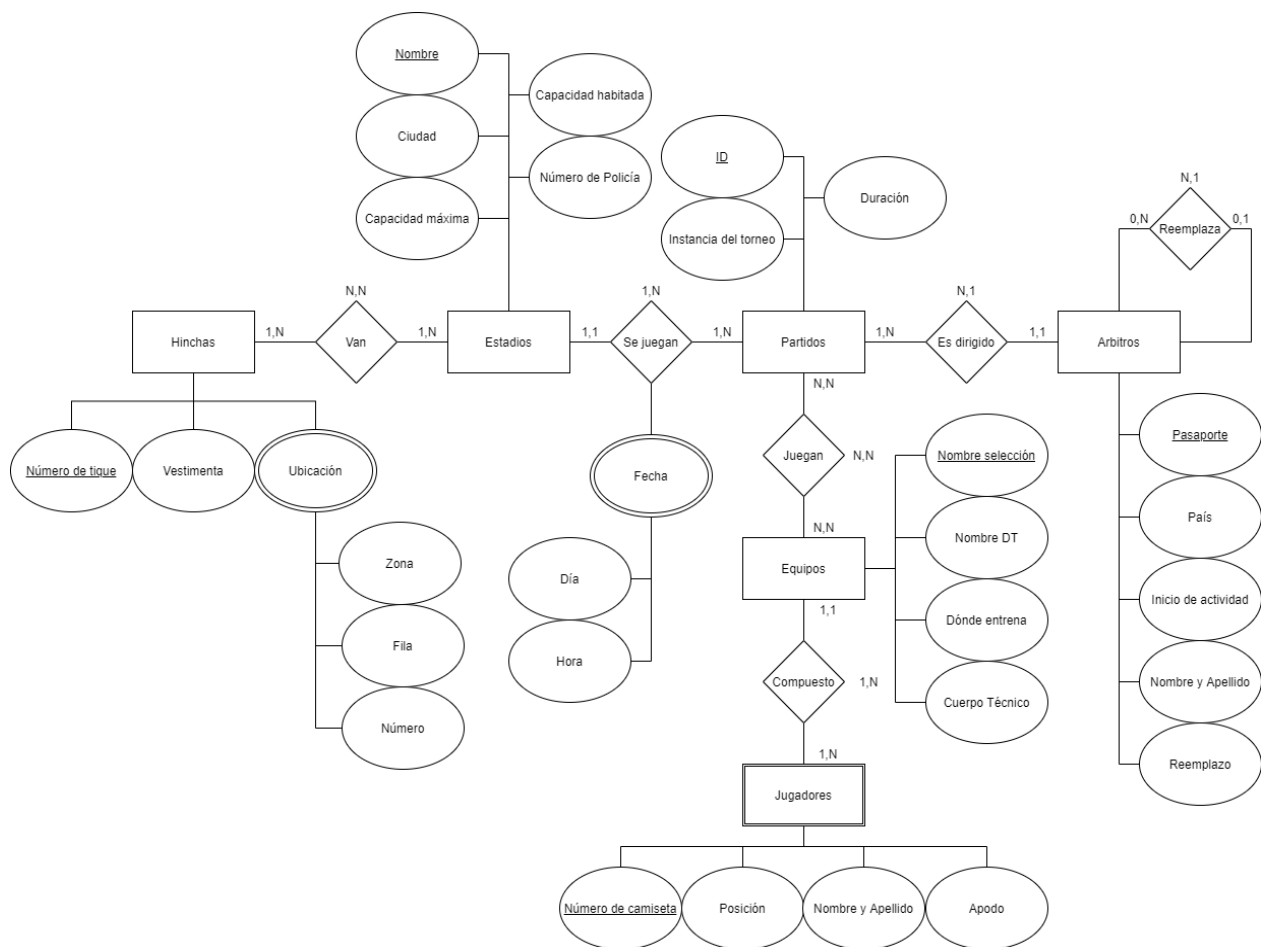 Nombre
Capacidad habitada
Ciudad
Número de Policía
Capacidad máxima
ID
Duración
Instancia del torneo
N,1
0,N
Reemplaza
0,1
Hinchas
1,N
N,N
Van
1,N
Estadios
1,1
1,N
Se juegan
1,N
Partidos
1,N
N,1
Es dirigido
1,1
Arbitros
Número de tique
Vestimenta
Ubicación
Zona
Fila
Número
Fecha
Día
Hora
N,N
Juegan
N,N
N,N
Equipos
1,1
Nombre selección
Nombre DT
Dónde entrena
Cuerpo Técnico
Compuesto
1,N
1,N
Jugadores
Número de camiseta
Posición
Nombre y Apellido
Apodo
Pasaporte
País
Inicio de actividad
Nombre y Apellido
Reemplazo